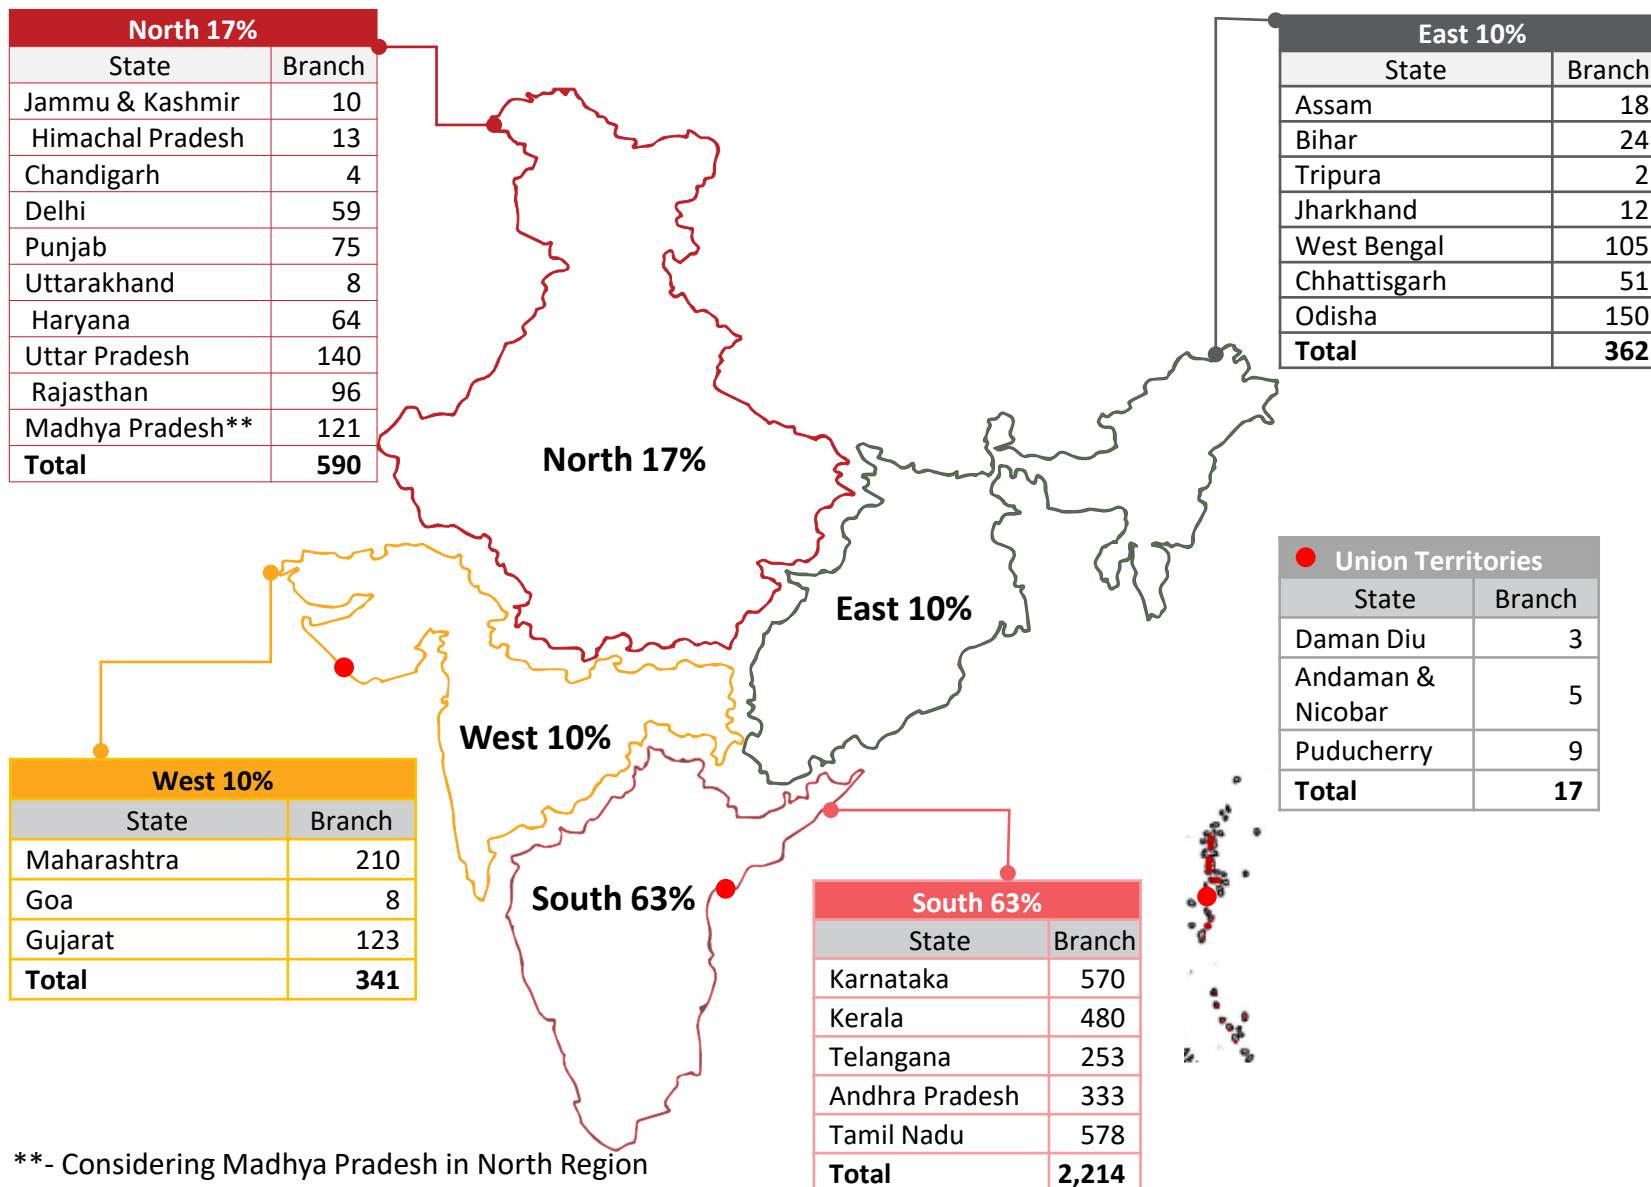 North 17%
State Branch
Jammu & Kashmir 10
Himachal Pradesh 13
Chandigarh 4
Delhi 59
Punjab 75
Uttarakhand 8
Haryana 64
Uttar Pradesh 140
Rajasthan 96
Madhya Pradesh** 121
Total 590
East 10%
State Branch
Assam 18
Bihar 24
Tripura 2
Jharkhand 12
West Bengal 105
Chhattisgarh 51
Odisha 150
Total 362
North 17%
East 10%
West 10%
South 63%
Union Territories
State Branch
Daman Diu 3
Andaman &
Nicobar 5
Puducherry 9
Total 17
West 10%
State Branch
Maharashtra 210
Goa 8
Gujarat 123
Total 341
South 63%
State Branch
Karnataka 570
Kerala 480
Telangana 253
Andhra Pradesh 333
Tamil Nadu 578
Total 2,214
**- Considering Madhya Pradesh in North Region